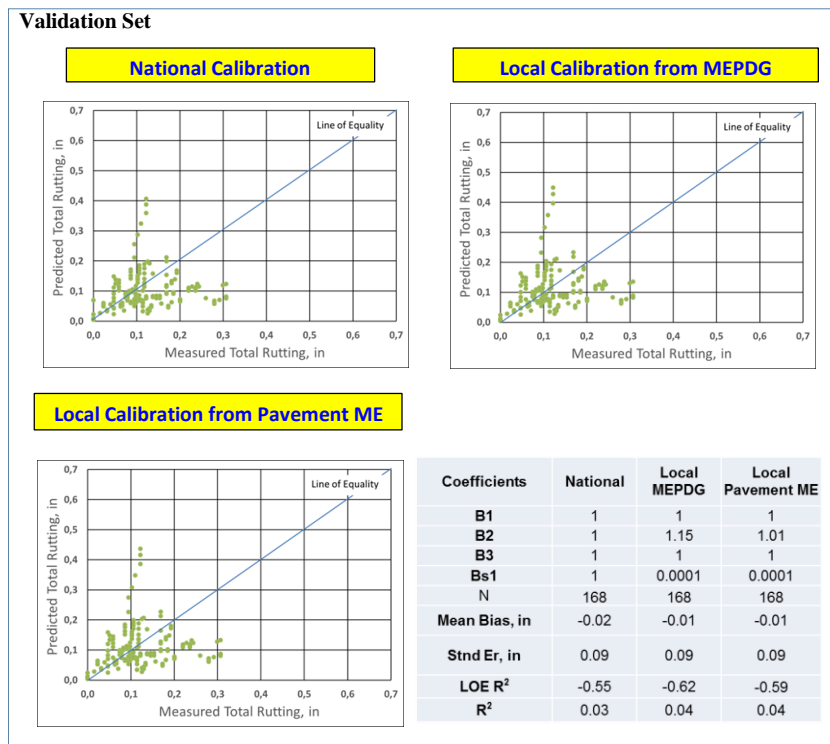 Validation Set
National Calibration
Local Calibration from MEPDG
0,7
0,6
0,5
0,4
0,3
0,2
0,1
0,0
Predicted Total Rutting, in
Line of Equality
0,0 0,1 0,2 0,3 0,4 0,5 0,6 0,7
Measured Total Rutting, in
0,7
0,6
0,5
0,4
0,3
0,2
0,1
0,0
Predicted Total Rutting, in
Line of Equality
0,0 0,1 0,2 0,3 0,4 0,5 0,6 0,7
Measured Total Rutting, in
Local Calibration from Pavement ME
0,7
0,6
0,5
0,4
0,3
0,2
0,1
0,0
Predicted Total Rutting, in
Line of Equality
0,0 0,1 0,2 0,3 0,4 0,5 0,6 0,7
Measured Total Rutting, in
Coefficients National Local MEPDG Local Pavement ME
B1 1 1 1
B2 1 1.15 1.01
B3 1 1 1
Bs1 1 0.0001 0.0001
N 168 168 168
Mean Bias, in -0.02 -0.01 -0.01
Stnd Er, in 0.09 0.09 0.09
LOE R² -0.55 -0.62 -0.59
R² 0.03 0.04 0.04